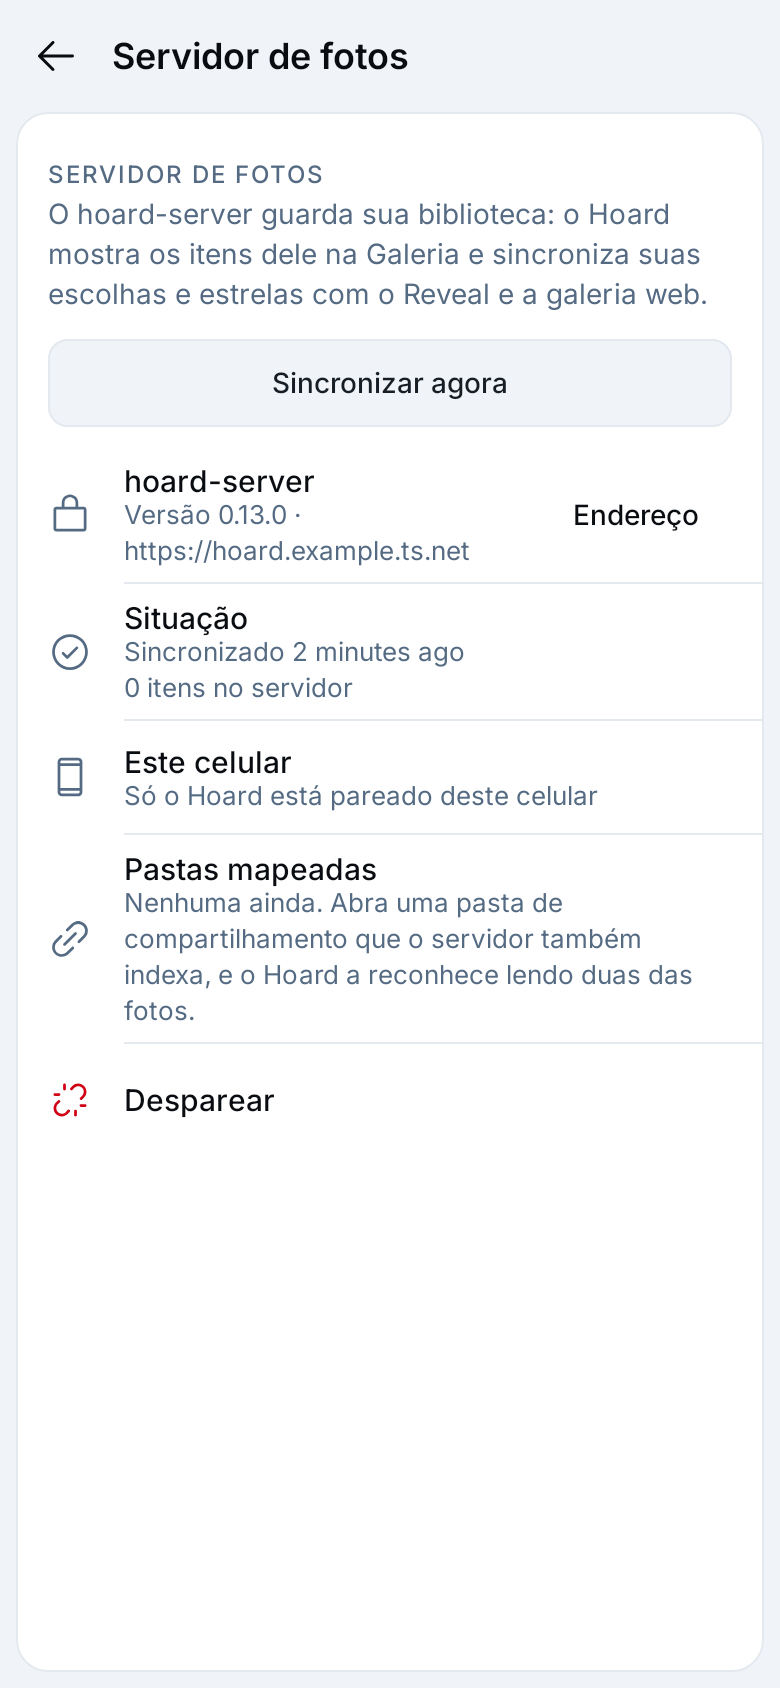 Servidor de fotos
SERVIDOR DE FOTOS
O hoard-server guarda sua biblioteca: o Hoard
mostra os itens dele na Galeria e sincroniza suas
escolhas e estrelas com o Reveal e a galeria web.
Sincronizar agora
hoard-server
Versão 0.13.0 ·
https://hoard.example.ts.net
Endereço
Situação
Sincronizado 2 minutes ago
0 itens no servidor
Este celular
Só o Hoard está pareado deste celular
Pastas mapeadas
Nenhuma ainda. Abra uma pasta de
compartilhamento que o servidor também
indexa, e o Hoard a reconhece lendo duas das
fotos.
Desparear